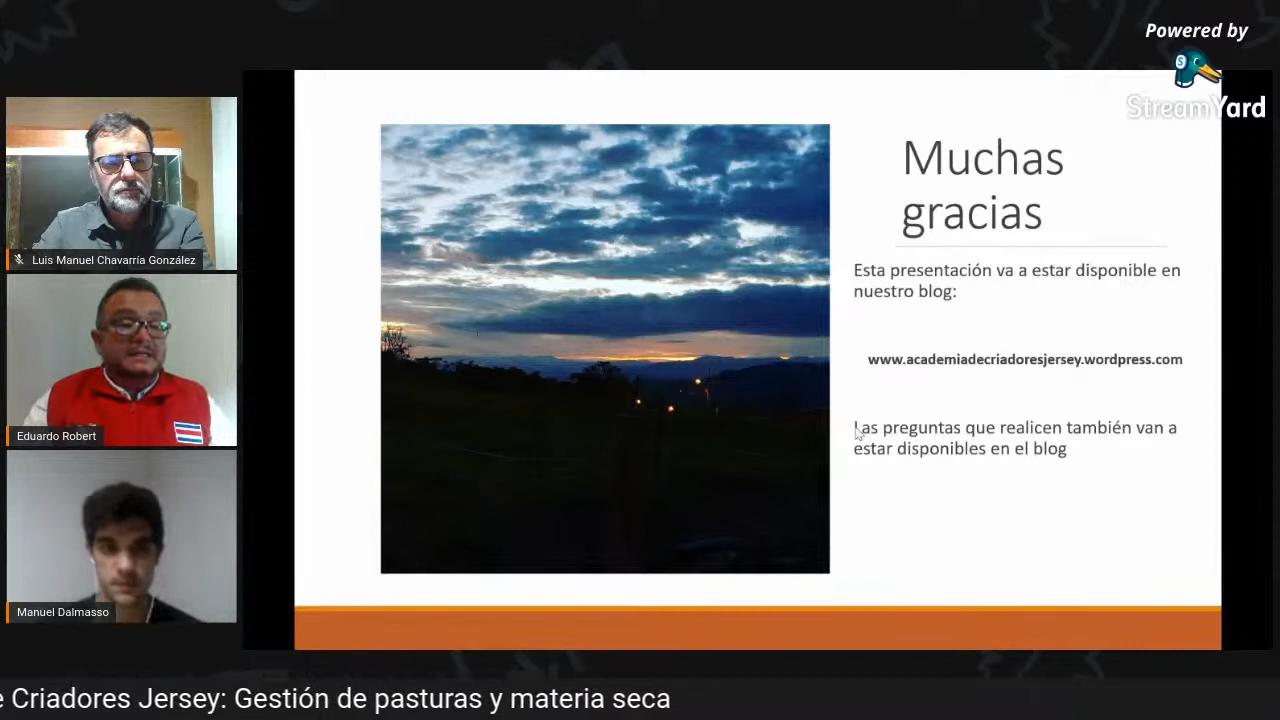 Powered by
StreamYard
Luis Manuel Chavarría González
Eduardo Robert
Manuel Dalmasso
Muchas
gracias
Esta presentación va a estar disponible en
nuestro blog:
www.academiadecriadoresjersey.wordpress.com
Las preguntas que realicen también van a
estar disponibles en el blog
e Criadores Jersey: Gestión de pasturas y materia seca